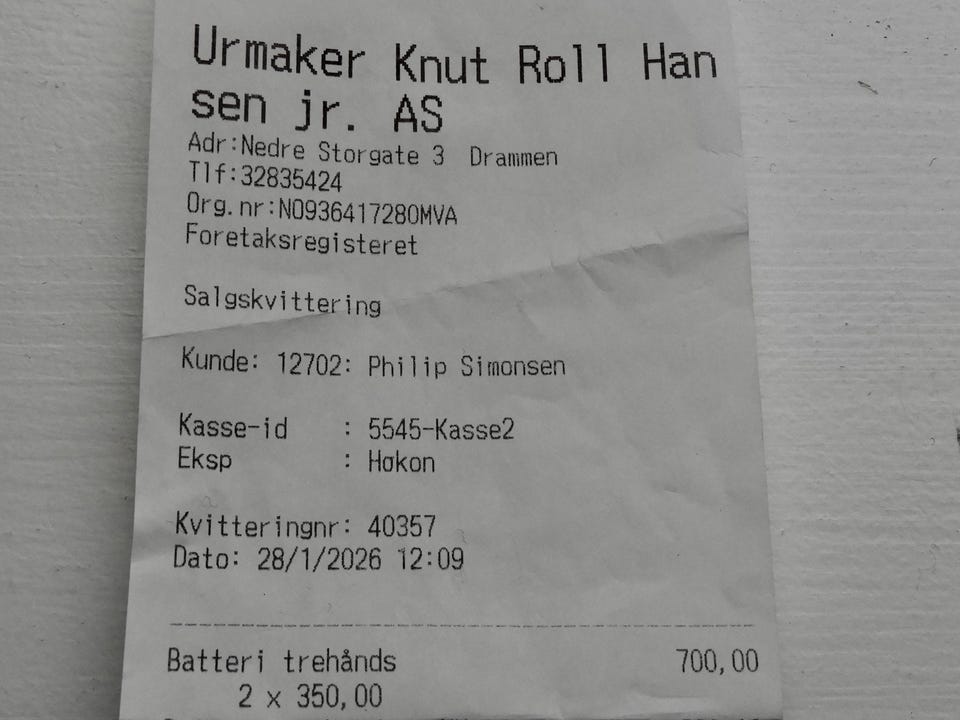 Urmaker Knut Roll Han
sen jr. AS
Adr:Nedre Storgate 3 Drammen
Tlf:32835424
Org.nr:NO936417280MVA
Foretaksregisteret
Salgskvittering
Kunde: 12702: Philip Simonsen
Kasse-id : 5545-Kasse2
Eksp : Hakon
Kvitteringnr: 40357
Dato: 28/1/2026 12:09
Batteri trehånds 700,00
2 x 350,00